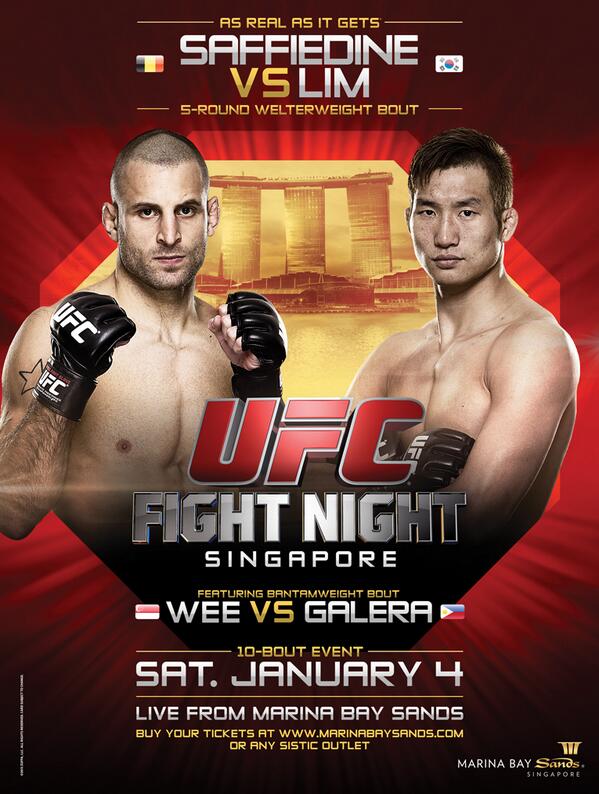 AS REAL AS IT GETS
SAFFIEDINE
VS LIM
5-ROUND WELTERWEIGHT BOUT
UFC
UFC
UFC
UFC
FIGHT NIGHT
SINGAPORE
FEATURING BANTAMWEIGHT BOUT
WEE VS GALERA
10-BOUT EVENT
SAT. JANUARY 4
LIVE FROM MARINA BAY SANDS
BUY YOUR TICKETS AT WWW.MARINABAYSANDS.COM
OR ANY SISTIC OUTLET
MARINA BAY Sands
SINGAPORE